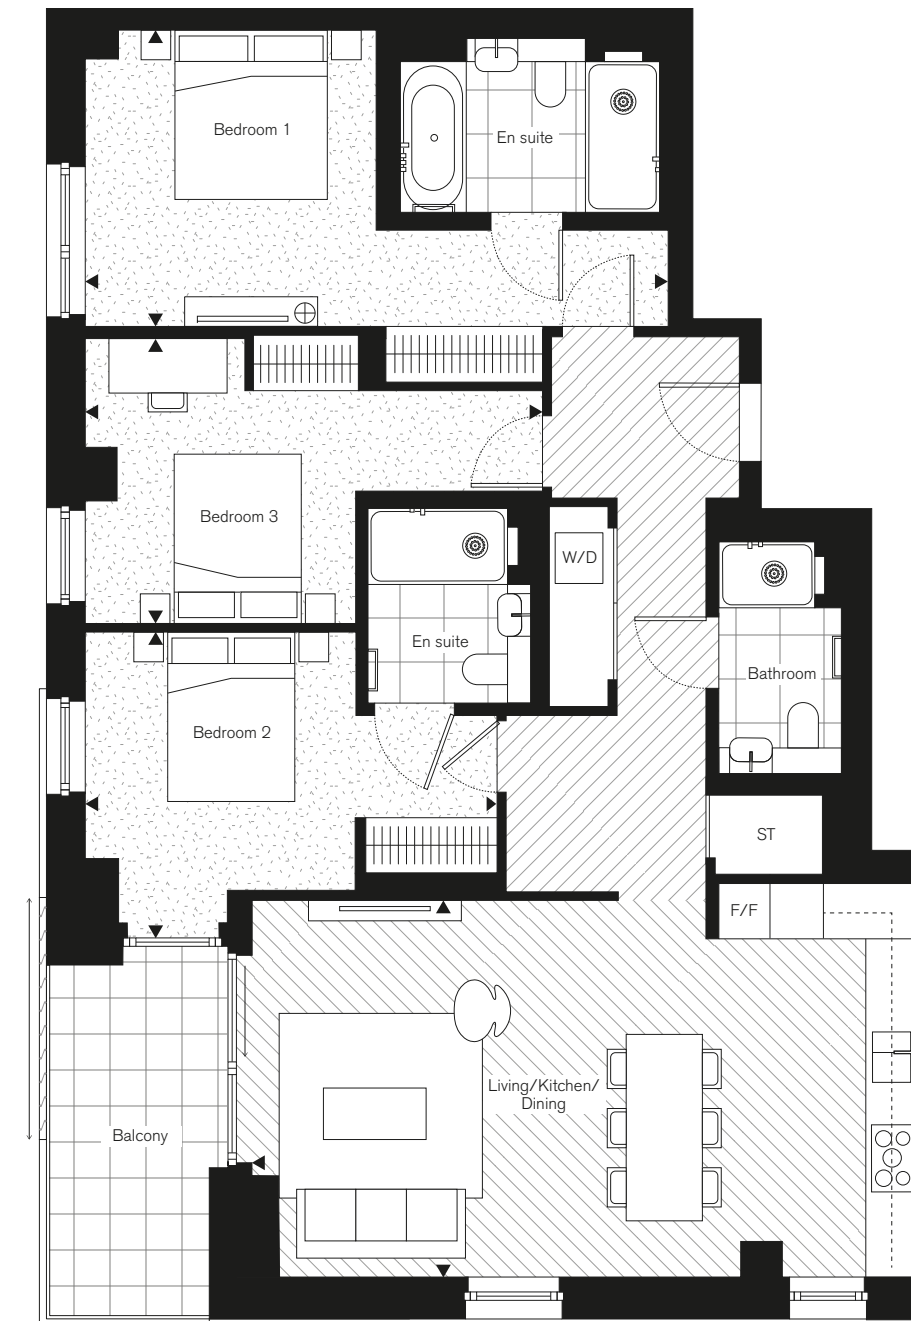 Bedroom 1
En suite
Bedroom 3
W/D
En suite
Bathroom
Bedroom 2
ST
F/F
Living/Kitchen/
Dining
Balcony